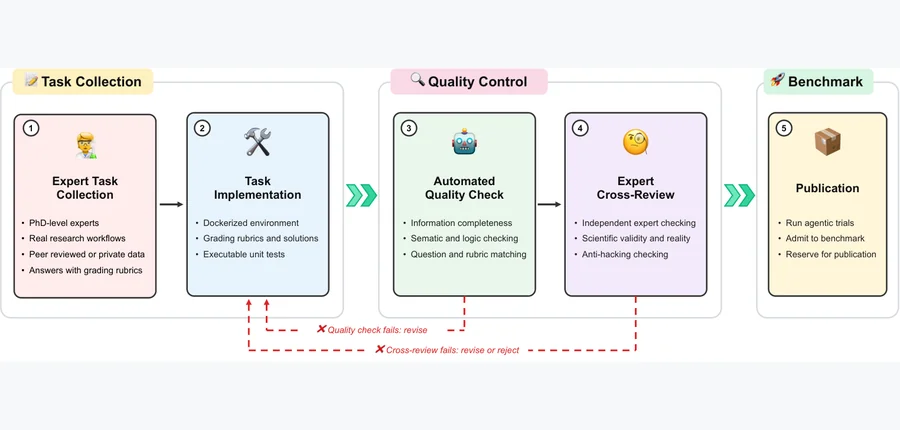 Task Collection
Quality Control
Benchmark
1
Expert Task
Collection
• PhD-level experts
• Real research workflows
• Peer reviewed or private data
• Answers with grading rubrics
2
Task
Implementation
• Dockerized environment
• Grading rubrics and solutions
• Executable unit tests
3
Automated
Quality Check
• Information completeness
• Sematic and logic checking
• Question and rubric matching
4
Expert
Cross-Review
• Independent expert checking
• Scientific validity and reality
• Anti-hacking checking
5
Publication
• Run agentic trials
• Admit to benchmark
• Reserve for publication
Quality check fails: revise
Cross-review fails: revise or reject